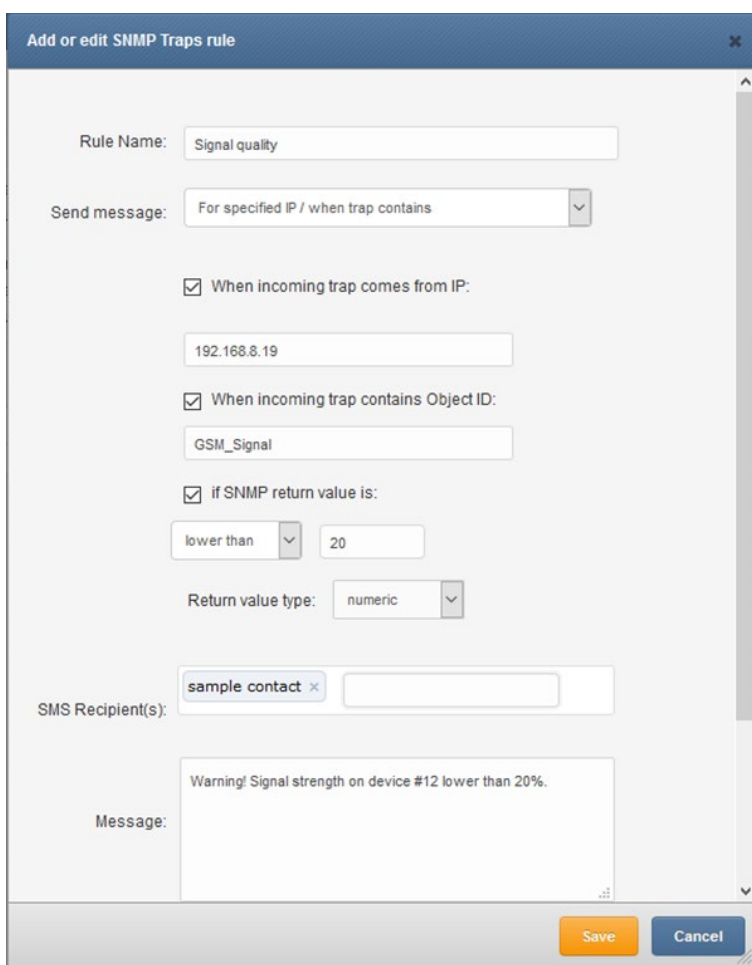 Add or edit SNMP Traps rule
Rule Name: Signal quality
Send message: For specified IP / when trap contains
When incoming trap comes from IP:
192.168.8.19
When incoming trap contains Object ID:
GSM_Signal
if SNMP return value is:
lower than 20
Return value type: numeric
SMS Recipient(s): sample contact ×
Message: Warning! Signal strength on device #12 lower than 20%.
Save Cancel